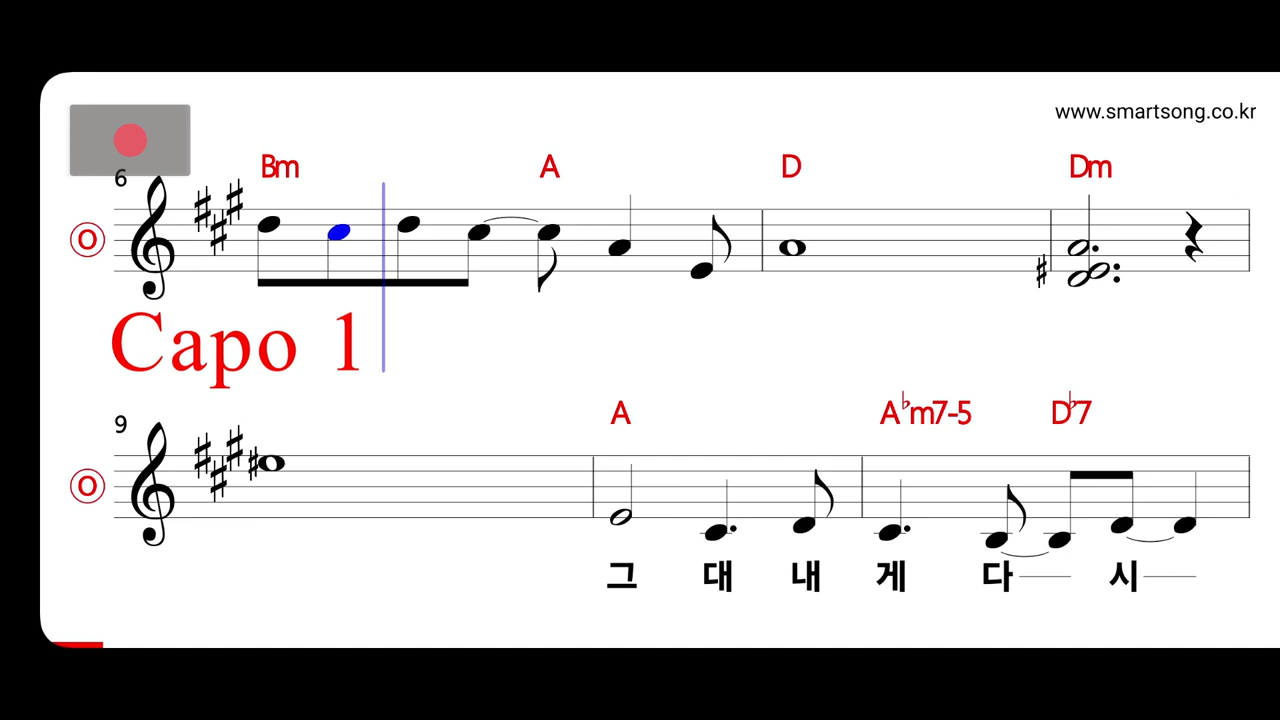 www.smartsong.co.kr
Bm A D Dm
6
O
Capo 1
A A♭m7-5 D♭7
9
O
그 대 내 게 다 시